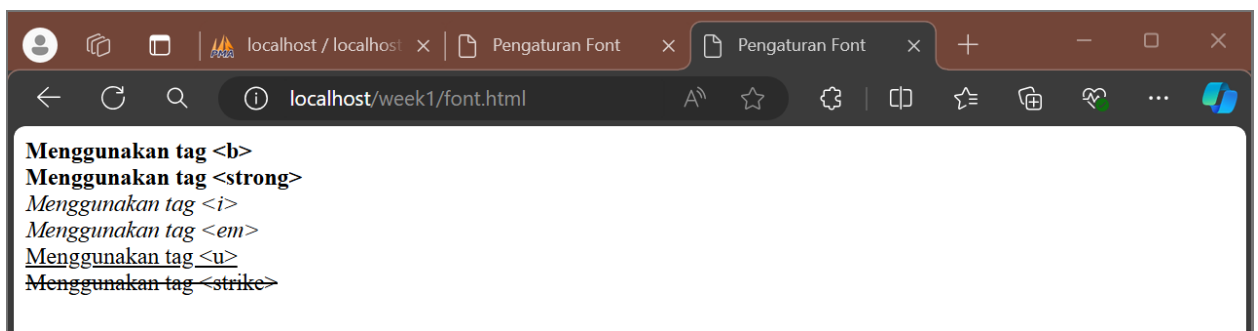 localhost / localhost
Pengaturan Font
Pengaturan Font
localhost/week1/font.html
Menggunakan tag <b>
Menggunakan tag <strong>
Menggunakan tag <i>
Menggunakan tag <em>
Menggunakan tag <u>
Menggunakan tag <strike>